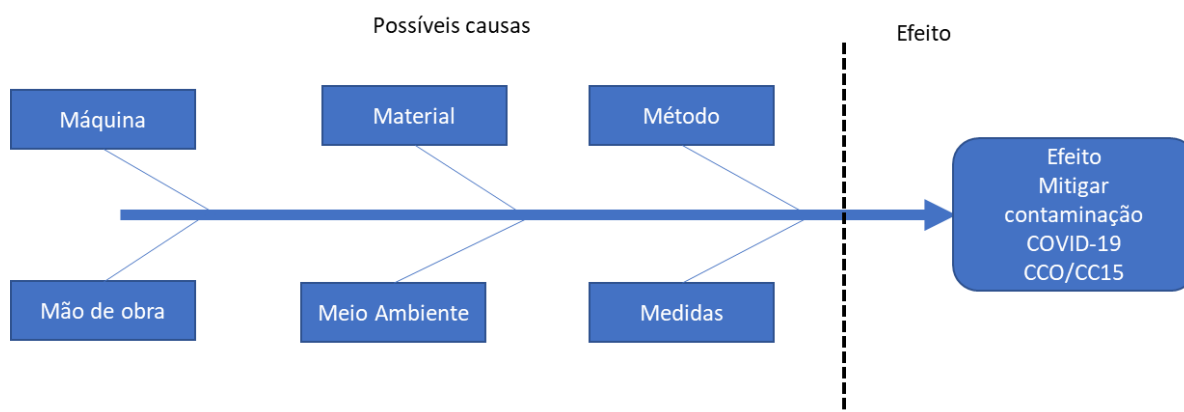 Possíveis causas
Efeito
Máquina
Material
Método
Efeito
Mitigar
contaminação
COVID-19
CCO/CC15
Mão de obra
Meio Ambiente
Medidas